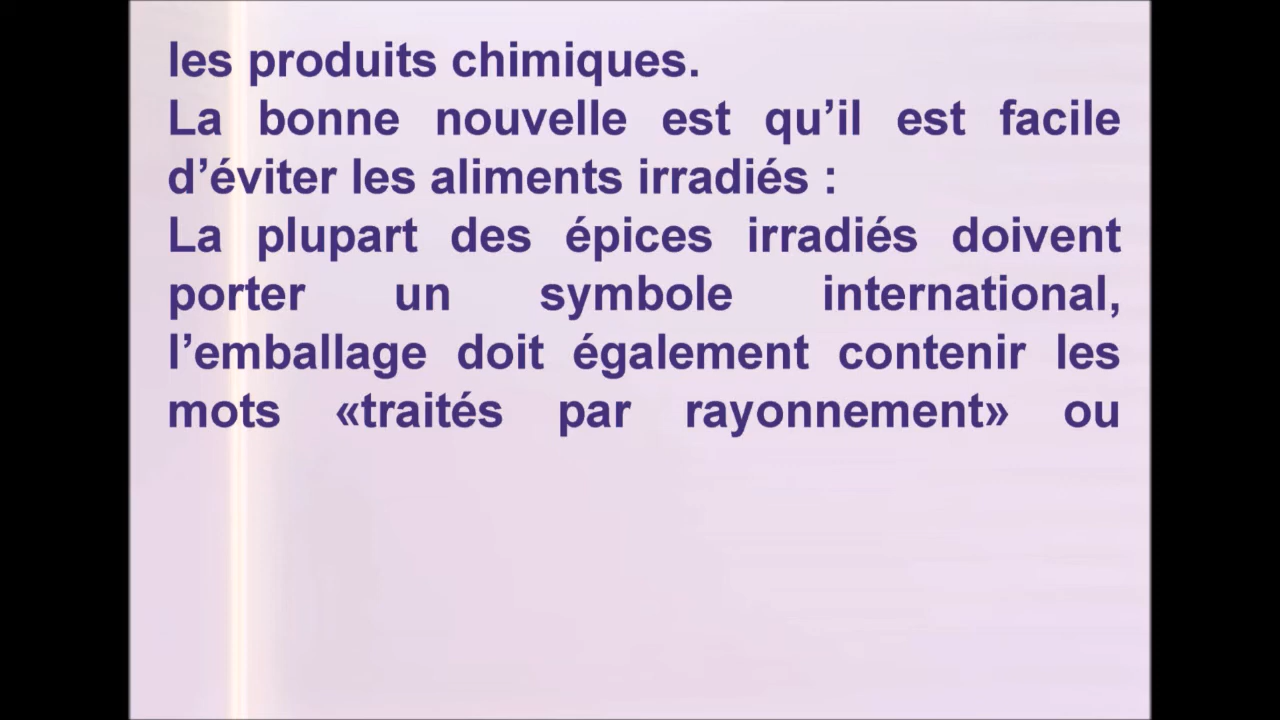 les produits chimiques.
La bonne nouvelle est qu’il est facile
d’éviter les aliments irradiés :
La plupart des épices irradiés doivent
porter un symbole international,
l’emballage doit également contenir les
mots «traités par rayonnement» ou